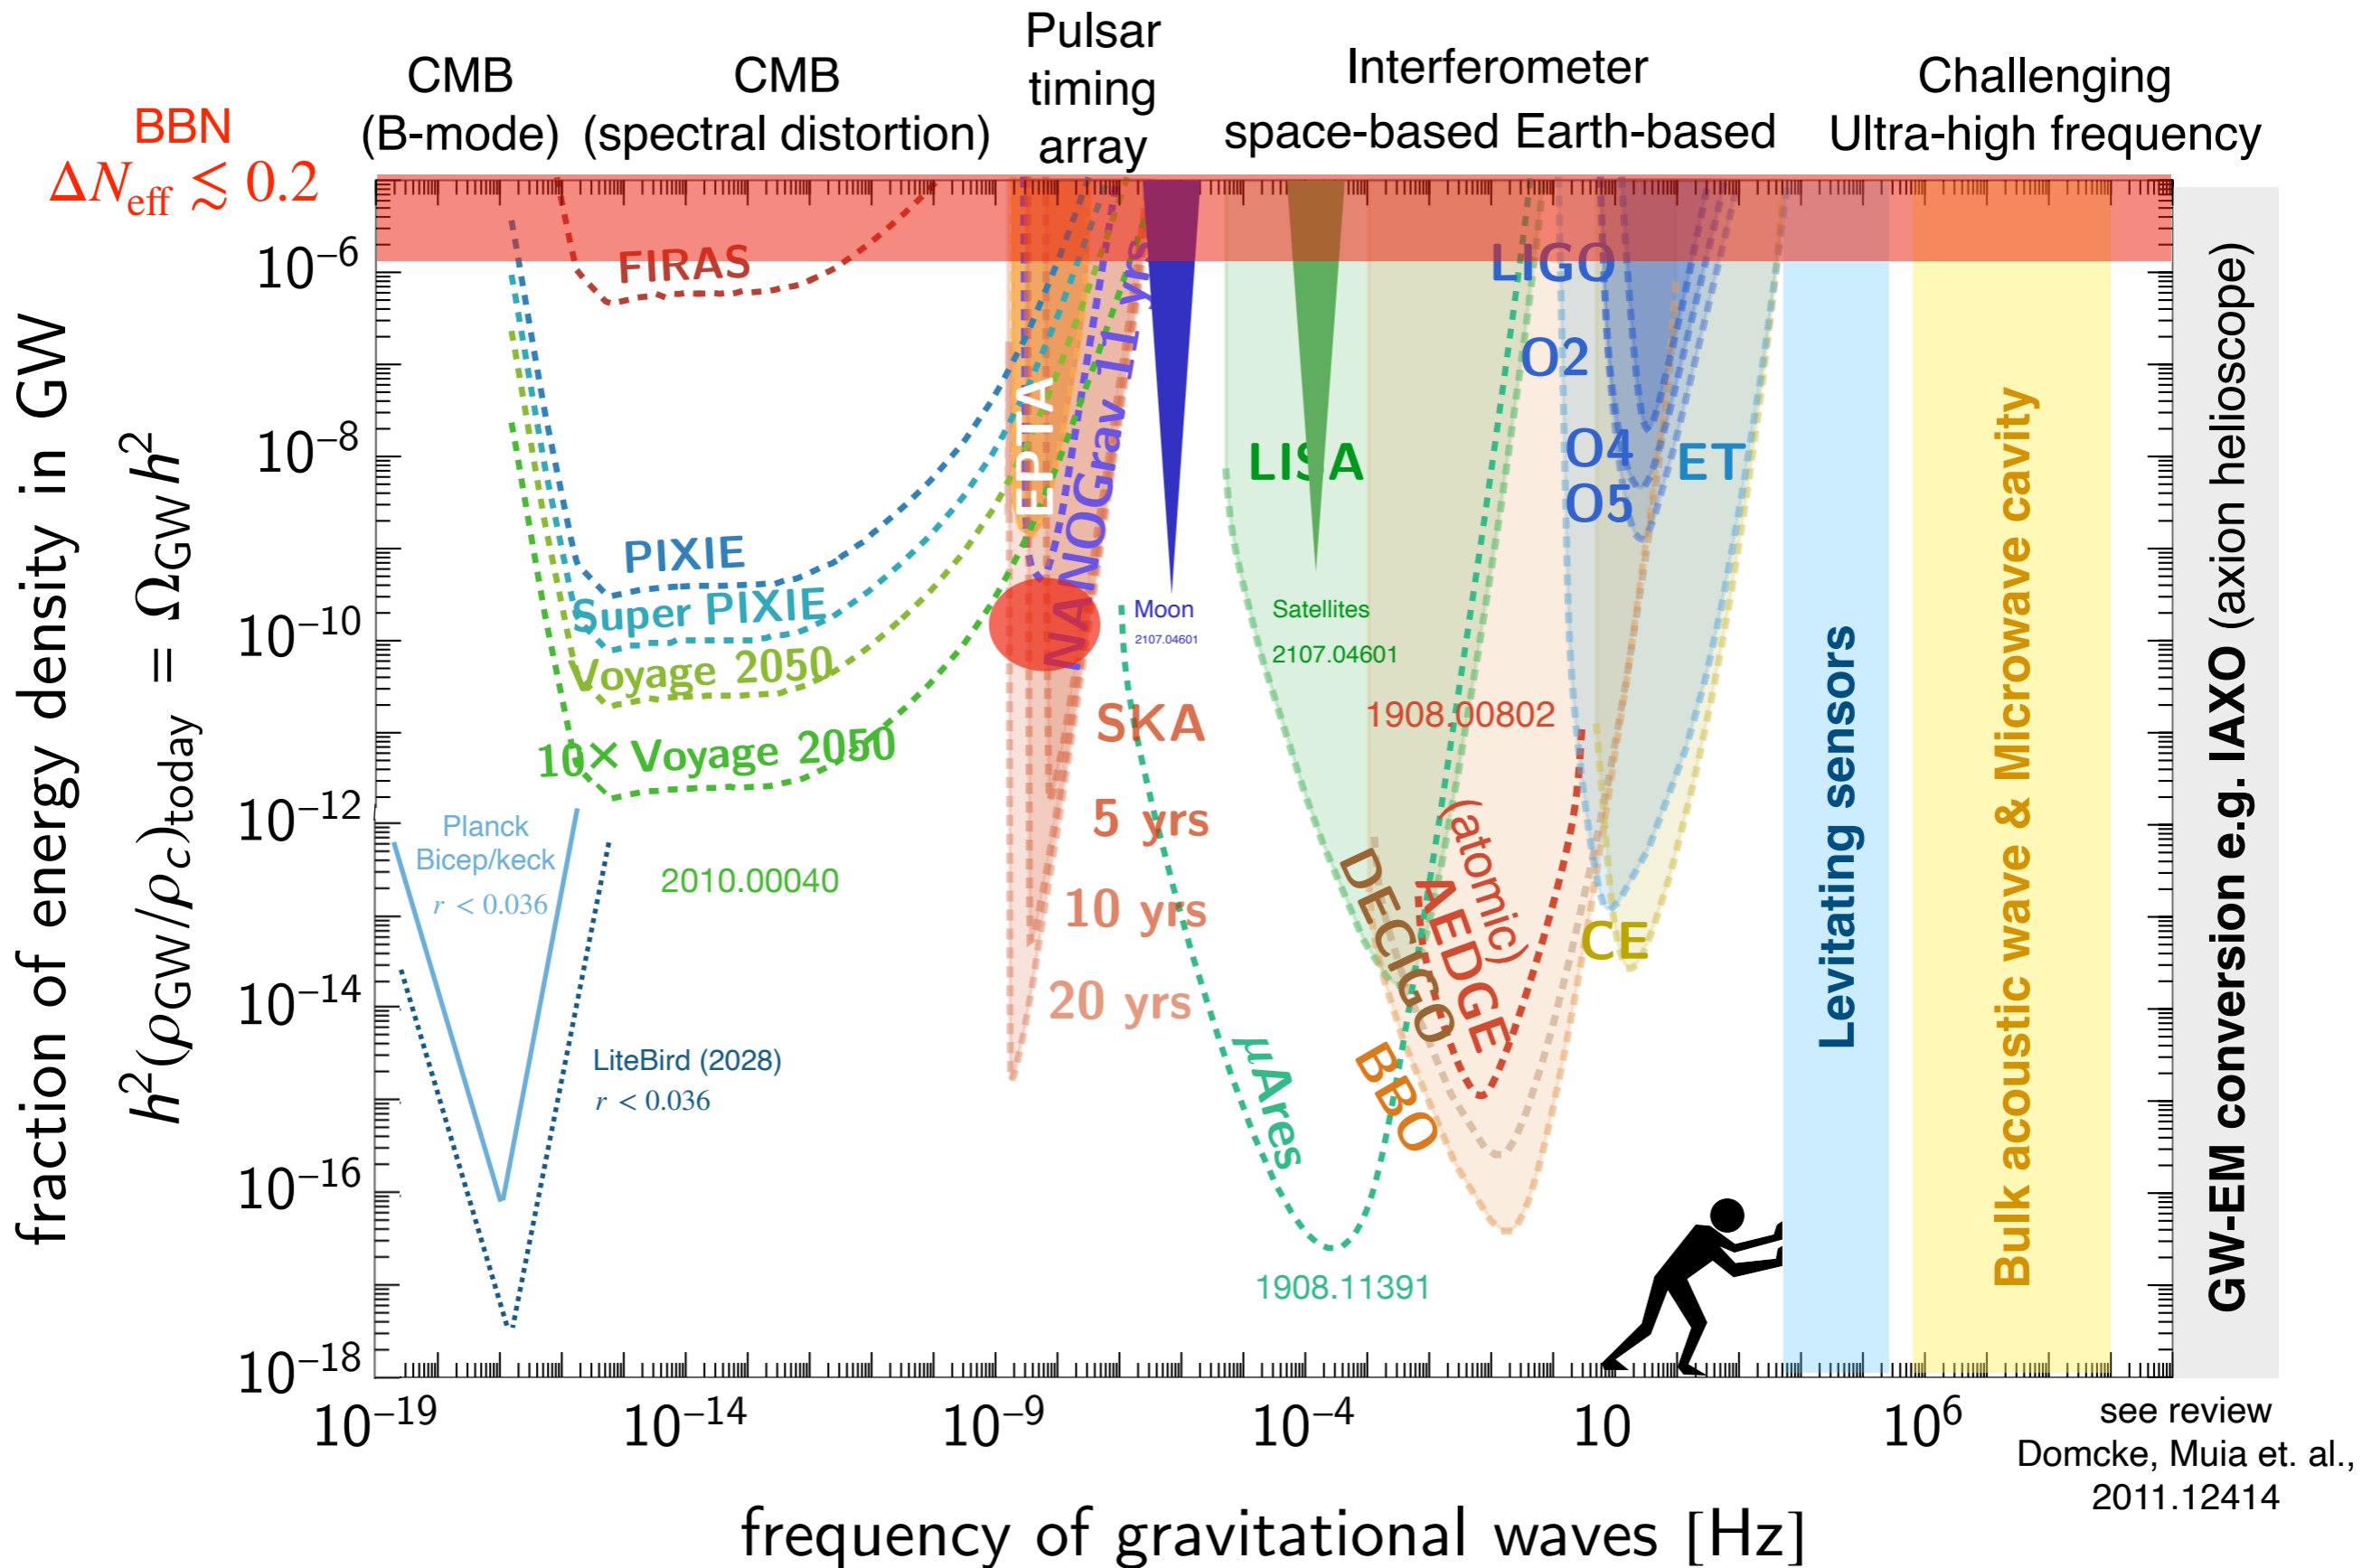 CMB
(B-mode)
CMB
(spectral distortion)
Pulsar
timing
array
Interferometer
space-based Earth-based
Challenging
Ultra-high frequency
BBN
ΔN_eff ≲ 0.2
fraction of energy density in GW
h²(ρ_GW/ρ_c)_today = Ω_GW h²
10⁻⁶
10⁻⁸
10⁻¹⁰
10⁻¹²
10⁻¹⁴
10⁻¹⁶
10⁻¹⁸
FIRAS
PIXIE
Super PIXIE
Voyage 2050
10× Voyage 2050
2010.00040
Planck
Bicep/keck
r < 0.036
LiteBird (2028)
r < 0.036
EPTA
NANOGrav 11 yrs
SKA
5 yrs
10 yrs
20 yrs
Moon
2107.04601
LISA
Satellites
2107.04601
μAres
1908.11391
1908.00802
DECIGO
BBO
AEDGE
(atomic)
LIGO
O2
O4
O5
ET
CE
Levitating sensors
Bulk acoustic wave & Microwave cavity
GW-EM conversion e.g. IAXO (axion helioscope)
10⁻¹⁹
10⁻¹⁴
10⁻⁹
10⁻⁴
10
10⁶
see review
Domcke, Muia et. al.,
2011.12414
frequency of gravitational waves [Hz]